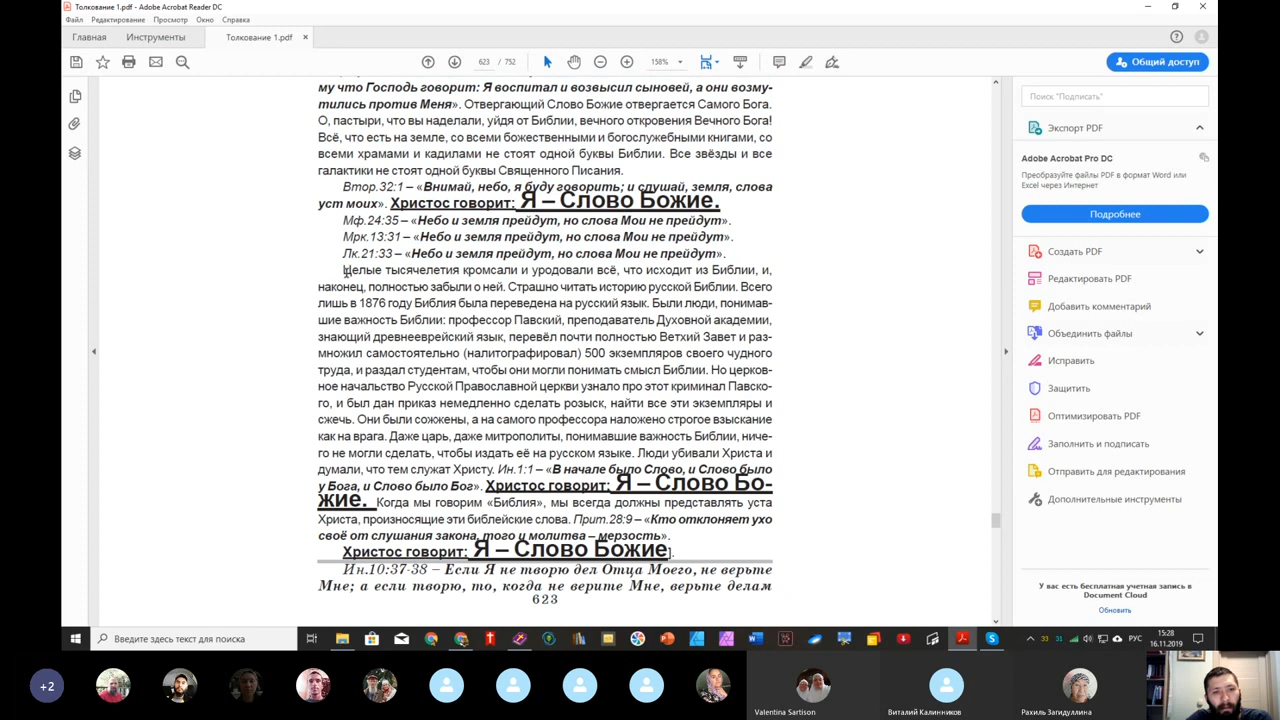 Толкование 1.pdf - Adobe Acrobat Reader DC
Файл Редактирование Просмотр Окно Справка
Главная Инструменты Толкование 1.pdf ×
623 / 752 158% Общий доступ
му что Господь говорит: Я воспитал и возвысил сыновей, а они возму-
тились против Меня». Отвергающий Слово Божие отвергается Самого Бога.
О, пастыри, что вы наделали, уйдя от Библии, вечного откровения Вечного Бога!
Всё, что есть на земле, со всеми божественными и богослужебными книгами, со
всеми храмами и кадилами не стоят одной буквы Библии. Все звёзды и все
галактики не стоят одной буквы Священного Писания.
Втор.32:1 – «Внимай, небо, я буду говорить; и слушай, земля, слова
уст моих». Христос говорит: Я – Слово Божие.
Мф.24:35 – «Небо и земля прейдут, но слова Мои не прейдут».
Мрк.13:31 – «Небо и земля прейдут, но слова Мои не прейдут».
Лк.21:33 – «Небо и земля прейдут, но слова Мои не прейдут».
Целые тысячелетия кромсали и уродовали всё, что исходит из Библии, и,
наконец, полностью забыли о ней. Страшно читать историю русской Библии. Всего
лишь в 1876 году Библия была переведена на русский язык. Были люди, понимав-
шие важность Библии: профессор Павский, преподаватель Духовной академии,
знающий древнееврейский язык, перевёл почти полностью Ветхий Завет и раз-
множил самостоятельно (налитографировал) 500 экземпляров своего чудного
труда, и раздал студентам, чтобы они могли понимать смысл Библии. Но церков-
ное начальство Русской Православной церкви узнало про этот криминал Павско-
го, и был дан приказ немедленно сделать розыск, найти все эти экземпляры и
сжечь. Они были сожжены, а на самого профессора наложено строгое взыскание
как на врага. Даже царь, даже митрополиты, понимавшие важность Библии, ниче-
го не могли сделать, чтобы издать её на русском языке. Люди убивали Христа и
думали, что тем служат Христу. Ин.1:1 – «В начале было Слово, и Слово было
у Бога, и Слово было Бог». Христос говорит: Я – Слово Бо-
жие. Когда мы говорим «Библия», мы всегда должны представлять уста
Христа, произносящие эти библейские слова. Прит.28:9 – «Кто отклоняет ухо
своё от слушания закона, того и молитва – мерзость».
Христос говорит: Я – Слово Божие].
Ин.10:37-38 – Если Я не творю дел Отца Моего, не верьте
Мне; а если творю, то, когда не верите Мне, верьте делам
623
Поиск "Подписать"
Экспорт PDF
Adobe Acrobat Pro DC
Преобразуйте файлы PDF в формат Word или
Excel через Интернет
Подробнее
Создать PDF
Редактировать PDF
Добавить комментарий
Объединить файлы
Исправить
Защитить
Оптимизировать PDF
Заполнить и подписать
Отправить для редактирования
Дополнительные инструменты
У вас есть бесплатная учетная запись в
Document Cloud
Обновить
Введите здесь текст для поиска
33 31 РУС 15:28
16.11.2019
+2
Valentina Sartison Виталий Калинников Рахиль Загидуллина